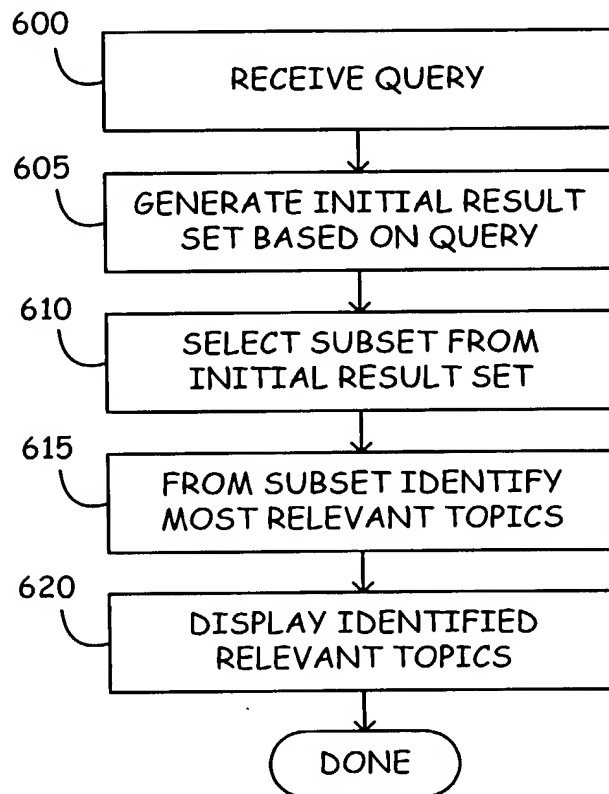 600
RECEIVE QUERY
605
GENERATE INITIAL RESULT
SET BASED ON QUERY
610
SELECT SUBSET FROM
INITIAL RESULT SET
615
FROM SUBSET IDENTIFY
MOST RELEVANT TOPICS
620
DISPLAY IDENTIFIED
RELEVANT TOPICS
DONE